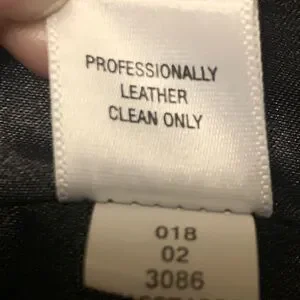 PROFESSIONALLY
LEATHER
CLEAN ONLY
018
02
3086